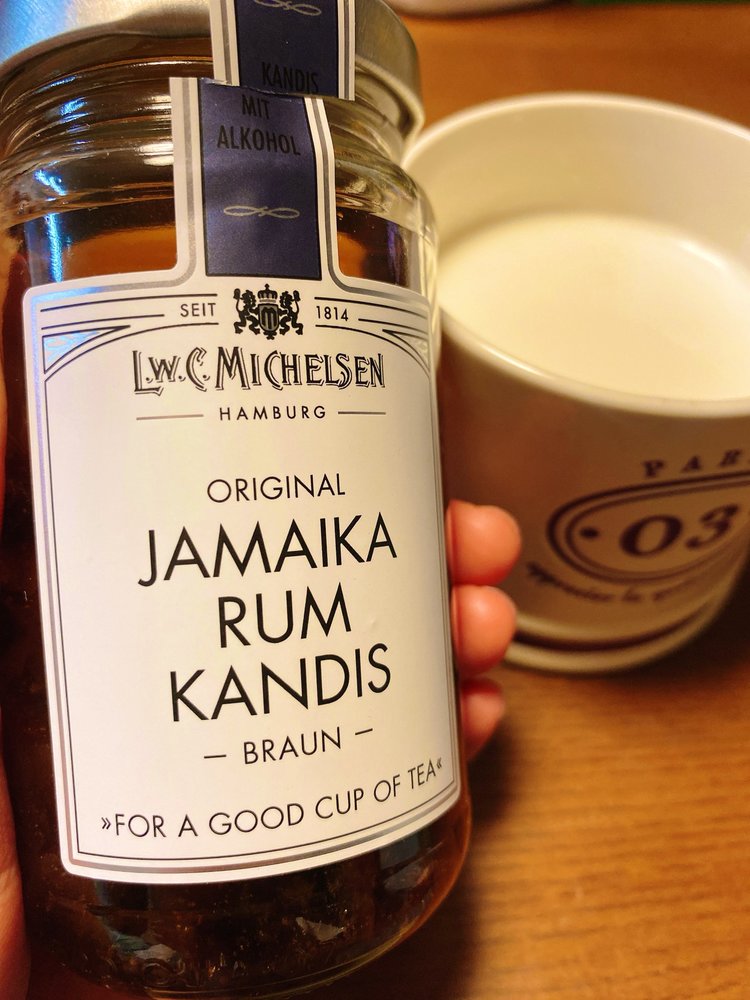 KANDIS
MIT
ALKOHOL
SEIT 1814
L.W.C. MICHELSEN
HAMBURG
ORIGINAL
JAMAIKA
RUM
KANDIS
– BRAUN –
»FOR A GOOD CUP OF TEA«
03